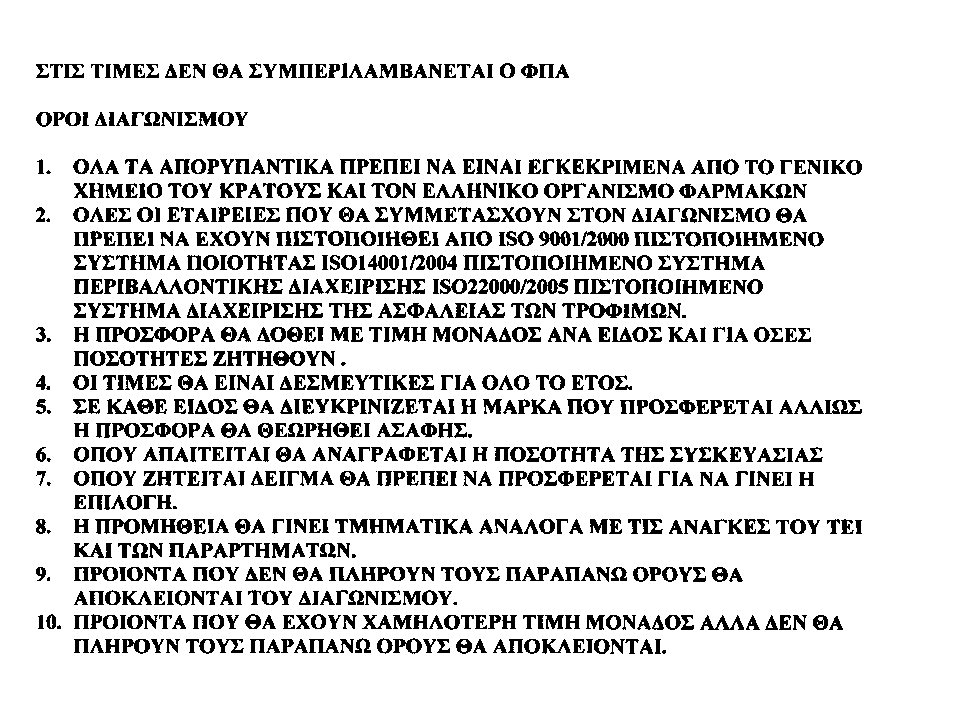 ΣΤΙΣ ΤΙΜΕΣ ΔΕΝ ΘΑ ΣΥΜΠΕΡΙΛΑΜΒΑΝΕΤΑΙ Ο ΦΠΑ
ΟΡΟΙ ΔΙΑΓΩΝΙΣΜΟΥ
1. ΟΛΑ ΤΑ ΑΠΟΡΥΠΑΝΤΙΚΑ ΠΡΕΠΕΙ ΝΑ ΕΙΝΑΙ ΕΓΚΕΚΡΙΜΕΝΑ ΑΠΟ ΤΟ ΓΕΝΙΚΟ
ΧΗΜΕΙΟ ΤΟΥ ΚΡΑΤΟΥΣ ΚΑΙ ΤΟΝ ΕΛΛΗΝΙΚΟ ΟΡΓΑΝΙΣΜΟ ΦΑΡΜΑΚΩΝ
2. ΟΛΕΣ ΟΙ ΕΤΑΙΡΕΙΕΣ ΠΟΥ ΘΑ ΣΥΜΜΕΤΑΣΧΟΥΝ ΣΤΟΝ ΔΙΑΓΩΝΙΣΜΟ ΘΑ
ΠΡΕΠΕΙ ΝΑ ΕΧΟΥΝ ΠΙΣΤΟΠΟΙΗΘΕΙ ΑΠΟ ISO 9001/2000 ΠΙΣΤΟΠΟΙΗΜΕΝΟ
ΣΥΣΤΗΜΑ ΠΟΙΟΤΗΤΑΣ ISO14001/2004 ΠΙΣΤΟΠΟΙΗΜΕΝΟ ΣΥΣΤΗΜΑ
ΠΕΡΙΒΑΛΛΟΝΤΙΚΗΣ ΔΙΑΧΕΙΡΙΣΗΣ ISO22000/2005 ΠΙΣΤΟΠΟΙΗΜΕΝΟ
ΣΥΣΤΗΜΑ ΔΙΑΧΕΙΡΙΣΗΣ ΤΗΣ ΑΣΦΑΛΕΙΑΣ ΤΩΝ ΤΡΟΦΙΜΩΝ.
3. Η ΠΡΟΣΦΟΡΑ ΘΑ ΔΟΘΕΙ ΜΕ ΤΙΜΗ ΜΟΝΑΔΟΣ ΑΝΑ ΕΙΔΟΣ ΚΑΙ ΓΙΑ ΟΣΕΣ
ΠΟΣΟΤΗΤΕΣ ΖΗΤΗΘΟΥΝ .
4. ΟΙ ΤΙΜΕΣ ΘΑ ΕΙΝΑΙ ΔΕΣΜΕΥΤΙΚΕΣ ΓΙΑ ΟΛΟ ΤΟ ΕΤΟΣ.
5. ΣΕ ΚΑΘΕ ΕΙΔΟΣ ΘΑ ΔΙΕΥΚΡΙΝΙΖΕΤΑΙ Η ΜΑΡΚΑ ΠΟΥ ΠΡΟΣΦΕΡΕΤΑΙ ΑΛΛΙΩΣ
Η ΠΡΟΣΦΟΡΑ ΘΑ ΘΕΩΡΗΘΕΙ ΑΣΑΦΗΣ.
6. ΟΠΟΥ ΑΠΑΙΤΕΙΤΑΙ ΘΑ ΑΝΑΓΡΑΦΕΤΑΙ Η ΠΟΣΟΤΗΤΑ ΤΗΣ ΣΥΣΚΕΥΑΣΙΑΣ
7. ΟΠΟΥ ΖΗΤΕΙΤΑΙ ΔΕΙΓΜΑ ΘΑ ΠΡΕΠΕΙ ΝΑ ΠΡΟΣΦΕΡΕΤΑΙ ΓΙΑ ΝΑ ΓΙΝΕΙ Η
ΕΠΙΛΟΓΗ.
8. Η ΠΡΟΜΗΘΕΙΑ ΘΑ ΓΙΝΕΙ ΤΜΗΜΑΤΙΚΑ ΑΝΑΛΟΓΑ ΜΕ ΤΙΣ ΑΝΑΓΚΕΣ ΤΟΥ ΤΕΙ
ΚΑΙ ΤΩΝ ΠΑΡΑΡΤΗΜΑΤΩΝ.
9. ΠΡΟΙΟΝΤΑ ΠΟΥ ΔΕΝ ΘΑ ΠΛΗΡΟΥΝ ΤΟΥΣ ΠΑΡΑΠΑΝΩ ΟΡΟΥΣ ΘΑ
ΑΠΟΚΛΕΙΟΝΤΑΙ ΤΟΥ ΔΙΑΓΩΝΙΣΜΟΥ.
10. ΠΡΟΙΟΝΤΑ ΠΟΥ ΘΑ ΕΧΟΥΝ ΧΑΜΗΛΟΤΕΡΗ ΤΙΜΗ ΜΟΝΑΔΟΣ ΑΛΛΑ ΔΕΝ ΘΑ
ΠΛΗΡΟΥΝ ΤΟΥΣ ΠΑΡΑΠΑΝΩ ΟΡΟΥΣ ΘΑ ΑΠΟΚΛΕΙΟΝΤΑΙ.